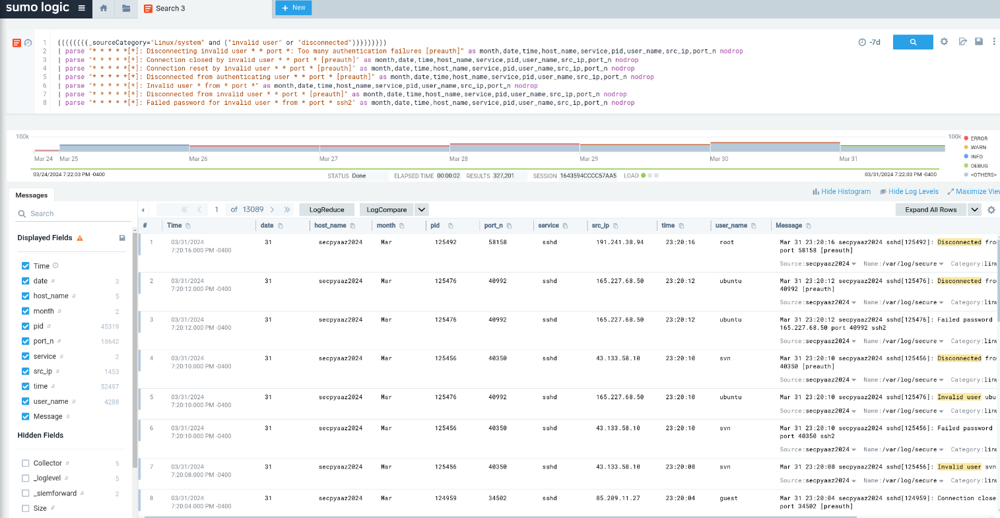 sumo logic
Search 3
+ New
1 ((((((((_sourceCategory="Linux/system" and ("invalid user" or "disconnected")))))))))
2 | parse "* * * * *[*]: Disconnecting invalid user * * port *: Too many authentication failures [preauth]" as month,date,time,host_name,service,pid,user_name,src_ip,port_n nodrop
3 | parse "* * * * *[*]: Connection closed by invalid user * * port * [preauth]" as month,date,time,host_name,service,pid,user_name,src_ip,port_n nodrop
4 | parse "* * * * *[*]: Connection reset by invalid user * * port * [preauth]" as month,date,time,host_name,service,pid,user_name,src_ip,port_n nodrop
5 | parse "* * * * *[*]: Disconnected from authenticating user * * port * [preauth]" as month,date,time,host_name,service,pid,user_name,src_ip,port_n nodrop
6 | parse "* * * * *[*]: Invalid user * from * port *" as month,date,time,host_name,service,pid,user_name,src_ip,port_n nodrop
7 | parse "* * * * *[*]: Disconnected from invalid user * * port * [preauth]" as month,date,time,host_name,service,pid,user_name,src_ip,port_n nodrop
8 | parse "* * * * *[*]: Failed password for invalid user * from * port * ssh2" as month,date,time,host_name,service,pid,user_name,src_ip,port_n nodrop
-7d
100k
100k
ERROR
WARN
INFO
DEBUG
<OTHERS>
Mar 24 Mar 25 Mar 26 Mar 27 Mar 28 Mar 29 Mar 30 Mar 31
03/24/2024 7:22:03 PM -0400 STATUS Done ELAPSED TIME 00:00:02 RESULTS 327,201 SESSION 1643594CCCC57AA5 LOAD 03/31/2024 7:22:03 PM -0400
Messages
Hide Histogram Hide Log Levels Maximize View
Search
1 of 13089 LogReduce LogCompare Expand All Rows
Displayed Fields
Time
date a 3
host_name a 5
month a 2
pid a 45319
port_n a 18642
service a 2
src_ip a 1453
time a 52497
user_name a 4288
Message a
Hidden Fields
Collector a 5
_loglevel a 5
_siemforward a 2
Size #
# Time date host_name month pid port_n service src_ip time user_name Message
1 03/31/2024 31 secpyaaz2024 Mar 125492 58158 sshd 191.241.38.94 23:20:16 root Mar 31 23:20:16 secpyaaz2024 sshd[125492]: Disconnected from
7:20:16.000 PM -0400 port 58158 [preauth]
Source:secpyaaz2024 Name:/var/log/secure Category:linu
2 03/31/2024 31 secpyaaz2024 Mar 125476 40992 sshd 165.227.68.50 23:20:12 ubuntu Mar 31 23:20:12 secpyaaz2024 sshd[125476]: Disconnected from
7:20:12.000 PM -0400 40992 [preauth]
Source:secpyaaz2024 Name:/var/log/secure Category:linu
3 03/31/2024 31 secpyaaz2024 Mar 125476 40992 sshd 165.227.68.50 23:20:12 ubuntu Mar 31 23:20:12 secpyaaz2024 sshd[125476]: Failed password
7:20:12.000 PM -0400 165.227.68.50 port 40992 ssh2
Source:secpyaaz2024 Name:/var/log/secure Category:linu
4 03/31/2024 31 secpyaaz2024 Mar 125456 40350 sshd 43.133.58.10 23:20:10 svn Mar 31 23:20:10 secpyaaz2024 sshd[125456]: Disconnected from
7:20:10.000 PM -0400 40350 [preauth]
Source:secpyaaz2024 Name:/var/log/secure Category:linu
5 03/31/2024 31 secpyaaz2024 Mar 125476 40992 sshd 165.227.68.50 23:20:10 ubuntu Mar 31 23:20:10 secpyaaz2024 sshd[125476]: Invalid user ubu
7:20:10.000 PM -0400 Source:secpyaaz2024 Name:/var/log/secure Category:linu
6 03/31/2024 31 secpyaaz2024 Mar 125456 40350 sshd 43.133.58.10 23:20:10 svn Mar 31 23:20:10 secpyaaz2024 sshd[125456]: Failed password
7:20:10.000 PM -0400 port 40350 ssh2
Source:secpyaaz2024 Name:/var/log/secure Category:linu
7 03/31/2024 31 secpyaaz2024 Mar 125456 40350 sshd 43.133.58.10 23:20:08 svn Mar 31 23:20:08 secpyaaz2024 sshd[125456]: Invalid user svn
7:20:08.000 PM -0400 Source:secpyaaz2024 Name:/var/log/secure Category:linu
8 03/31/2024 31 secpyaaz2024 Mar 124959 34502 sshd 85.209.11.27 23:20:04 guest Mar 31 23:20:04 secpyaaz2024 sshd[124959]: Connection close
7:20:04.000 PM -0400 port 34502 [preauth]